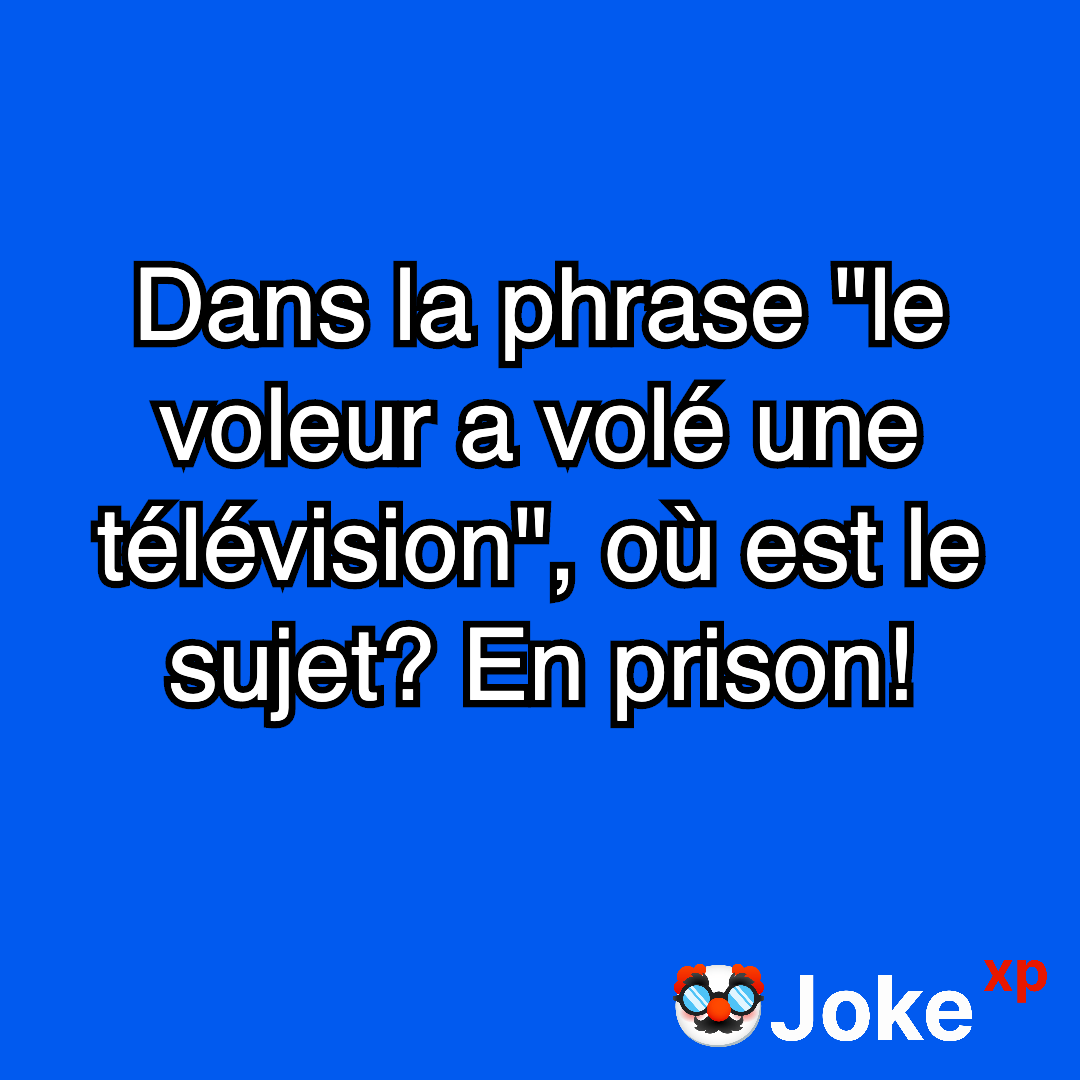 Dans la phrase "le
voleur a volé une
télévision", où est le
sujet? En prison!
Joke xp